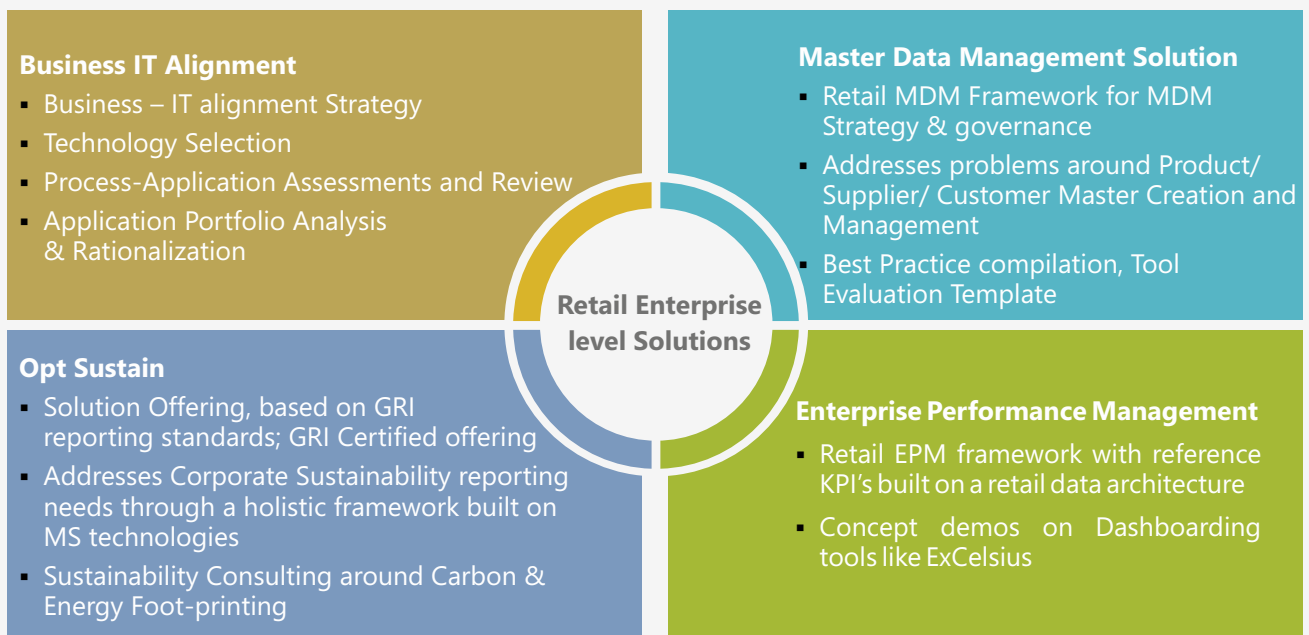 Business IT Alignment
▪ Business – IT alignment Strategy
▪ Technology Selection
▪ Process-Application Assessments and Review
▪ Application Portfolio Analysis
& Rationalization
Master Data Management Solution
▪ Retail MDM Framework for MDM
Strategy & governance
▪ Addresses problems around Product/
Supplier/ Customer Master Creation and
Management
▪ Best Practice compilation, Tool
Evaluation Template
Retail Enterprise
level Solutions
Opt Sustain
▪ Solution Offering, based on GRI
reporting standards; GRI Certified offering
▪ Addresses Corporate Sustainability reporting
needs through a holistic framework built on
MS technologies
▪ Sustainability Consulting around Carbon &
Energy Foot-printing
Enterprise Performance Management
▪ Retail EPM framework with reference
KPI's built on a retail data architecture
▪ Concept demos on Dashboarding
tools like ExCelsius